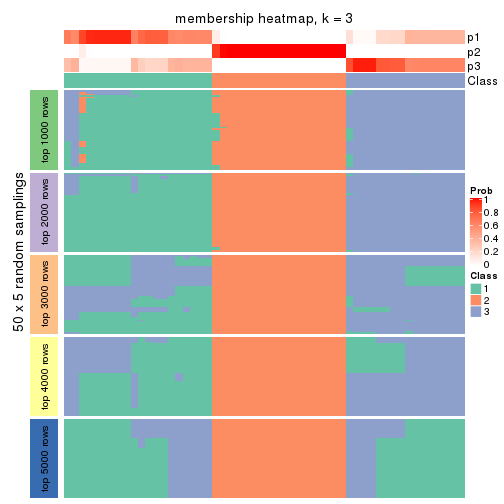 membership heatmap, k = 3
p1
p2
p3
Class
50 x 5 random samplings
top 1000 rows
top 2000 rows
top 3000 rows
top 4000 rows
top 5000 rows
Prob
1
0.8
0.6
0.4
0.2
0
Class
1
2
3